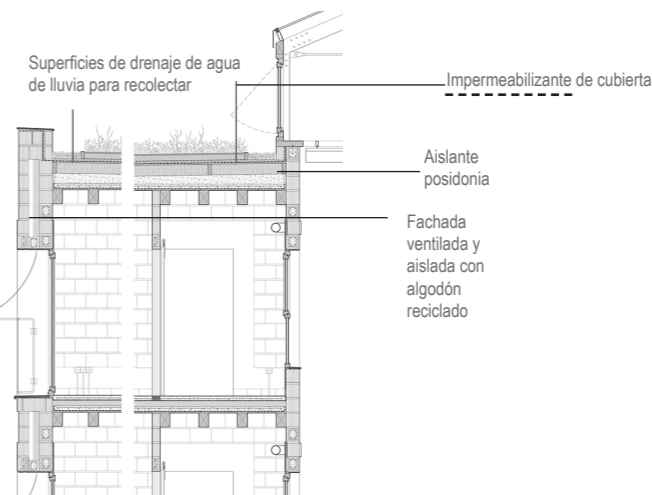 Superficies de drenaje de agua
de lluvia para recolectar
Impermeabilizante de cubierta
Aislante
posidonia
Fachada
ventilada y
aislada con
algodón
reciclado